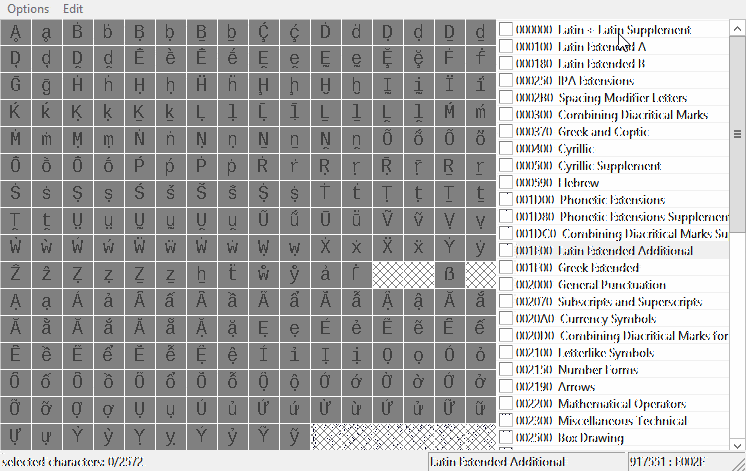 Options Edit
Ḁ ḁ Ḃ ḃ Ḅ ḅ Ḇ ḇ Ḉ ḉ Ḋ ḋ Ḍ ḍ Ḏ ḏ
Ḑ ḑ Ḓ ḓ Ḕ ḕ Ḗ ḗ Ḙ ḙ Ḛ ḛ Ḝ ḝ Ḟ ḟ
Ḡ ḡ Ḣ ḣ Ḥ ḥ Ḧ ḧ Ḩ ḩ Ḫ ḫ Ḭ ḭ Ḯ ḯ
Ḱ ḱ Ḳ ḳ Ḵ ḵ Ḷ ḷ Ḹ ḹ Ḻ ḻ Ḽ ḽ Ḿ ḿ
Ṁ ṁ Ṃ ṃ Ṅ ṅ Ṇ ṇ Ṉ ṉ Ṋ ṋ Ṍ ṍ Ṏ ṏ
Ṑ ṑ Ṓ ṓ Ṕ ṕ Ṗ ṗ Ṙ ṙ Ṛ ṛ Ṝ ṝ Ṟ ṟ
Ṡ ṡ Ṣ ṣ Ṥ ṥ Ṧ ṧ Ṩ ṩ Ṫ ṫ Ṭ ṭ Ṯ ṯ
Ṱ ṱ Ṳ ṳ Ṵ ṵ Ṷ ṷ Ṹ ṹ Ṻ ṻ Ṽ ṽ Ṿ ṿ
Ẁ ẁ Ẃ ẃ Ẅ ẅ Ẇ ẇ Ẉ ẉ Ẋ ẋ Ẍ ẍ Ẏ ẏ
Ẑ ẑ Ẓ ẓ Ẕ ẕ ẖ ẗ ẘ ẙ ẚ ẛ ẞ
Ạ ạ Ả ả Ấ ấ Ầ ầ Ẩ ẩ Ẫ ẫ Ậ ậ Ắ ắ
Ằ ằ Ẳ ẳ Ẵ ẵ Ặ ặ Ẹ ẹ Ẻ ẻ Ẽ ẽ Ế ế
Ề ề Ể ể Ễ ễ Ệ ệ Ỉ ỉ Ị ị Ọ ọ Ỏ ỏ
Ố ố Ồ ồ Ổ ổ Ỗ ỗ Ộ ộ Ớ ớ Ờ ờ Ở ở
Ỡ ỡ Ợ ợ Ụ ụ Ủ ủ Ứ ứ Ừ ừ Ử ử Ữ ữ
Ự ự Ỳ ỳ Ỵ ỵ Ỷ ỷ Ỹ ỹ
000000 Latin + Latin Supplement
000100 Latin Extended A
000180 Latin Extended B
000250 IPA Extensions
0002B0 Spacing Modifier Letters
000300 Combining Diacritical Marks
000370 Greek and Coptic
000400 Cyrillic
000500 Cyrillic Supplement
000590 Hebrew
001D00 Phonetic Extensions
001D80 Phonetic Extensions Supplemen
001DC0 Combining Diacritical Marks Su
001E00 Latin Extended Additional
001F00 Greek Extended
002000 General Punctuation
002070 Subscripts and Superscripts
0020A0 Currency Symbols
0020D0 Combining Diacritical Marks for
002100 Letterlike Symbols
002150 Number Forms
002190 Arrows
002200 Mathematical Operators
002300 Miscellaneous Technical
002500 Box Drawing
selected characters: 0/2572
Latin Extended Additional
917551 : E002F